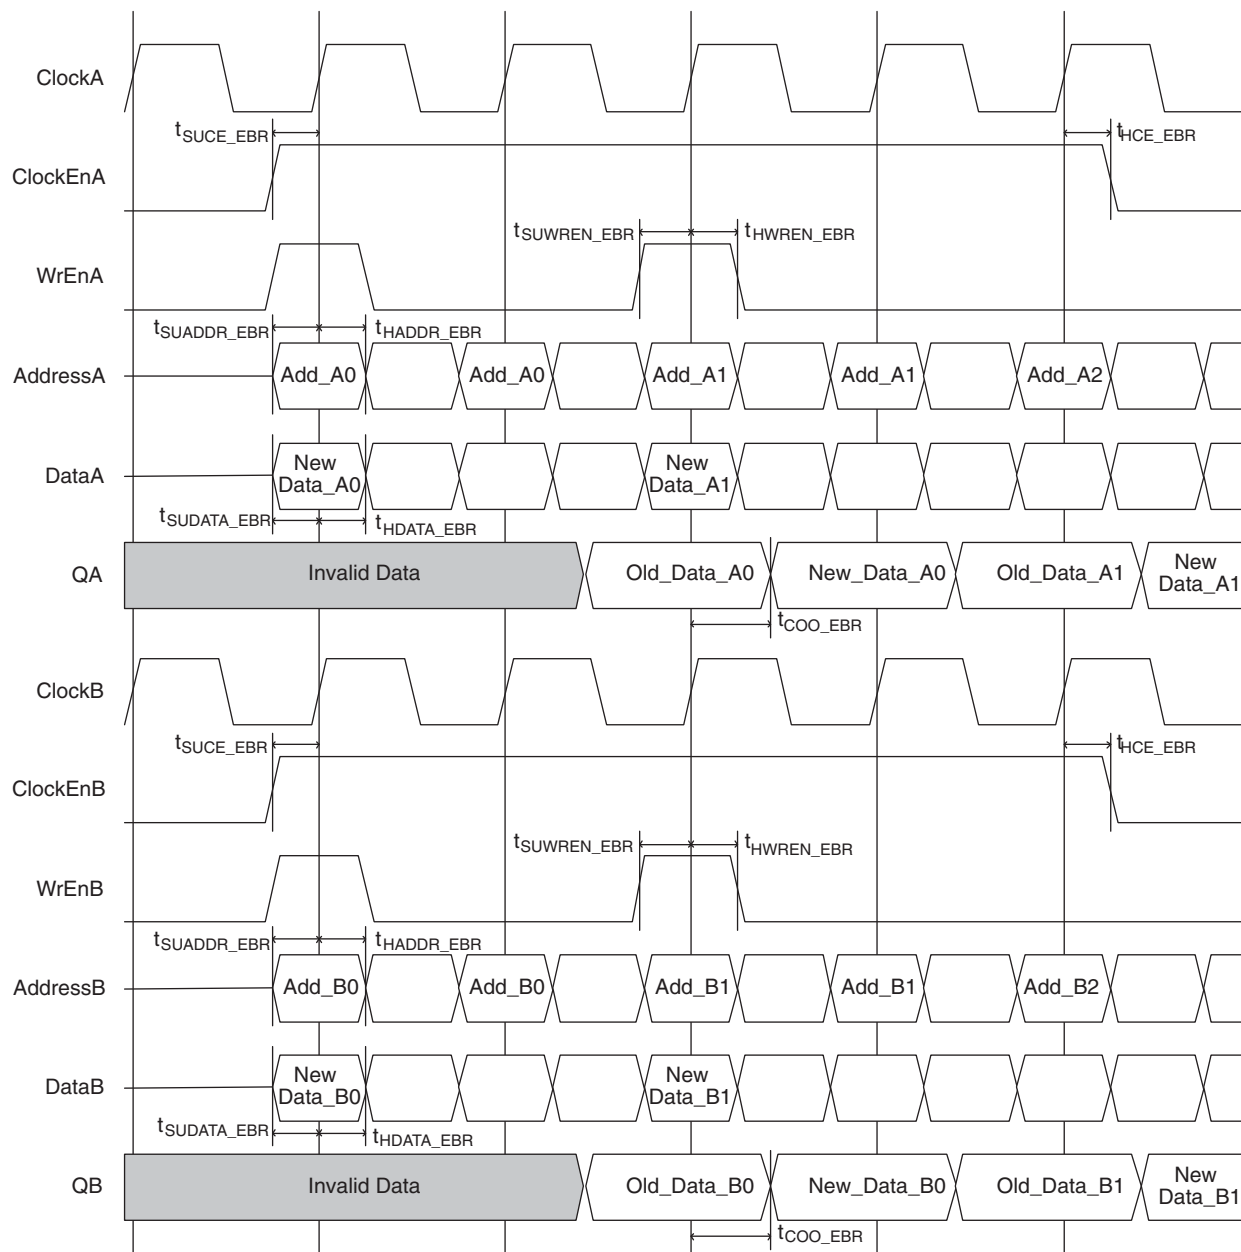 ClockA
tSUCE_EBR
tHCE_EBR
ClockEnA
tSUWREN_EBR
tHWREN_EBR
WrEnA
tSUADDR_EBR
tHADDR_EBR
AddressA
Add_A0
Add_A0
Add_A1
Add_A1
Add_A2
DataA
New
Data_A0
New
Data_A1
tSUDATA_EBR
tHDATA_EBR
QA
Invalid Data
Old_Data_A0
New_Data_A0
Old_Data_A1
New
Data_A1
tCOO_EBR
ClockB
tSUCE_EBR
tHCE_EBR
ClockEnB
tSUWREN_EBR
tHWREN_EBR
WrEnB
tSUADDR_EBR
tHADDR_EBR
AddressB
Add_B0
Add_B0
Add_B1
Add_B1
Add_B2
DataB
New
Data_B0
New
Data_B1
tSUDATA_EBR
tHDATA_EBR
QB
Invalid Data
Old_Data_B0
New_Data_B0
Old_Data_B1
New
Data_B1
tCOO_EBR